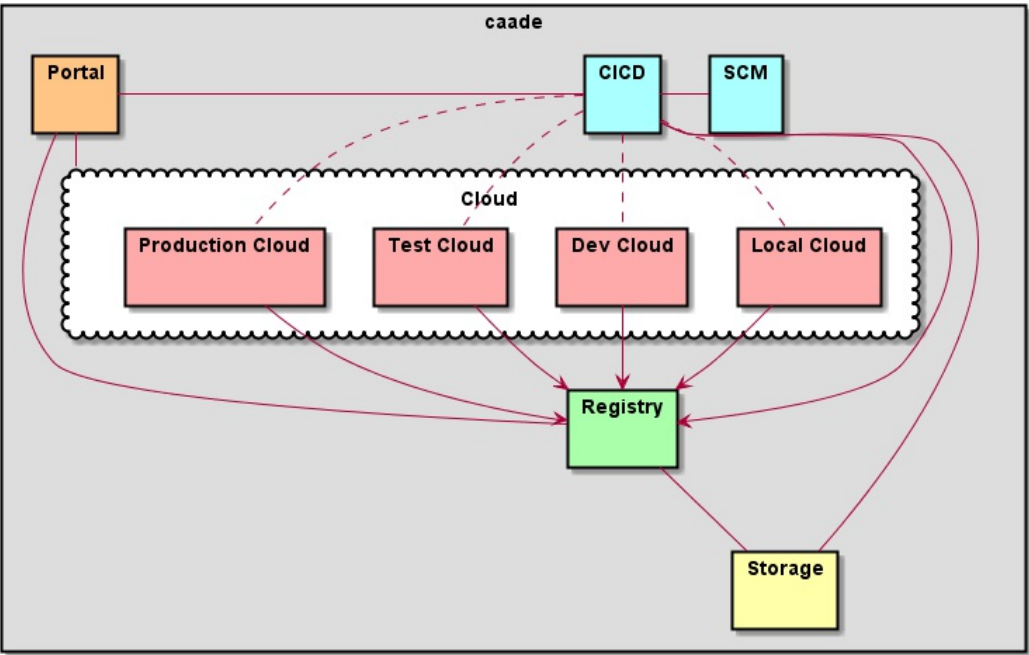 caade
Portal
CICD
SCM
Cloud
Production Cloud
Test Cloud
Dev Cloud
Local Cloud
Registry
Storage